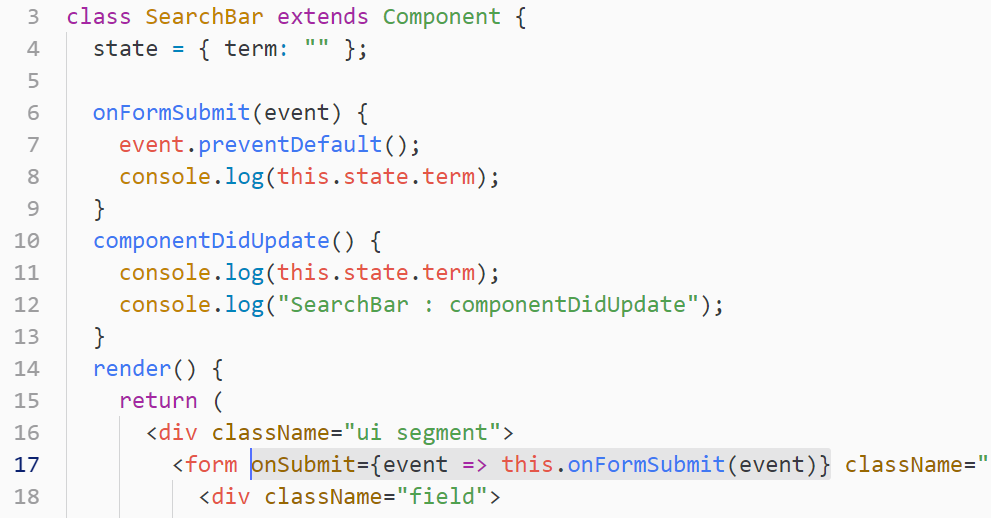 3 class SearchBar extends Component {
4 state = { term: "" };
5
6 onFormSubmit(event) {
7 event.preventDefault();
8 console.log(this.state.term);
9 }
10 componentDidUpdate() {
11 console.log(this.state.term);
12 console.log("SearchBar : componentDidUpdate");
13 }
14 render() {
15 return (
16 <div className="ui segment">
17 <form onSubmit={event => this.onFormSubmit(event)} className="
18 <div className="field">